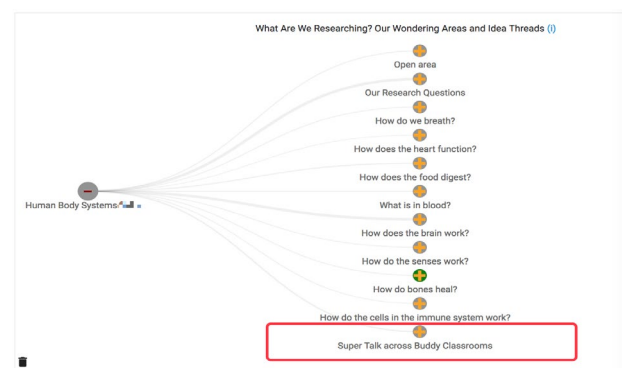 What Are We Researching? Our Wondering Areas and Idea Threads (I)
Open area
Our Research Questions
How do we breath?
How does the heart function?
How does the food digest?
Human Body Systems
What is in blood?
How does the brain work?
How do the senses work?
How do bones heal?
How do the cells in the immune system work?
Super Talk across Buddy Classrooms